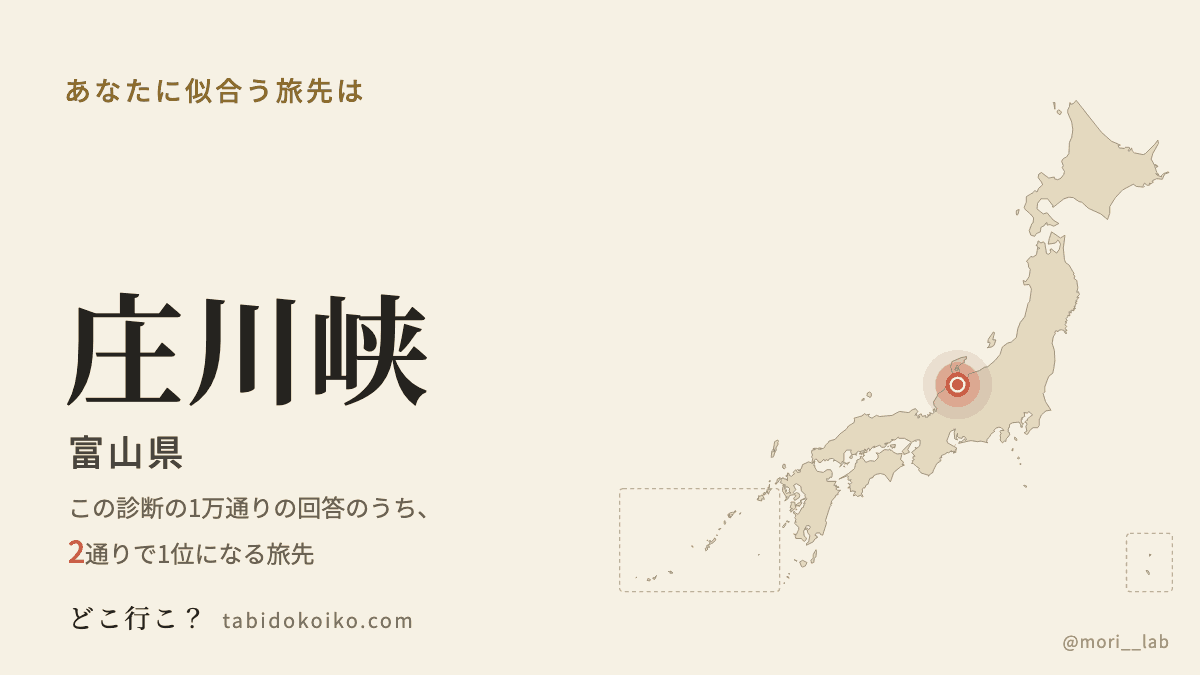 あなたに似合う旅先は
庄川峡
富山県
この診断の1万通りの回答のうち、
2通りで1位になる旅先
どこ行こ？ tabidokoiko.com
@mori__lab